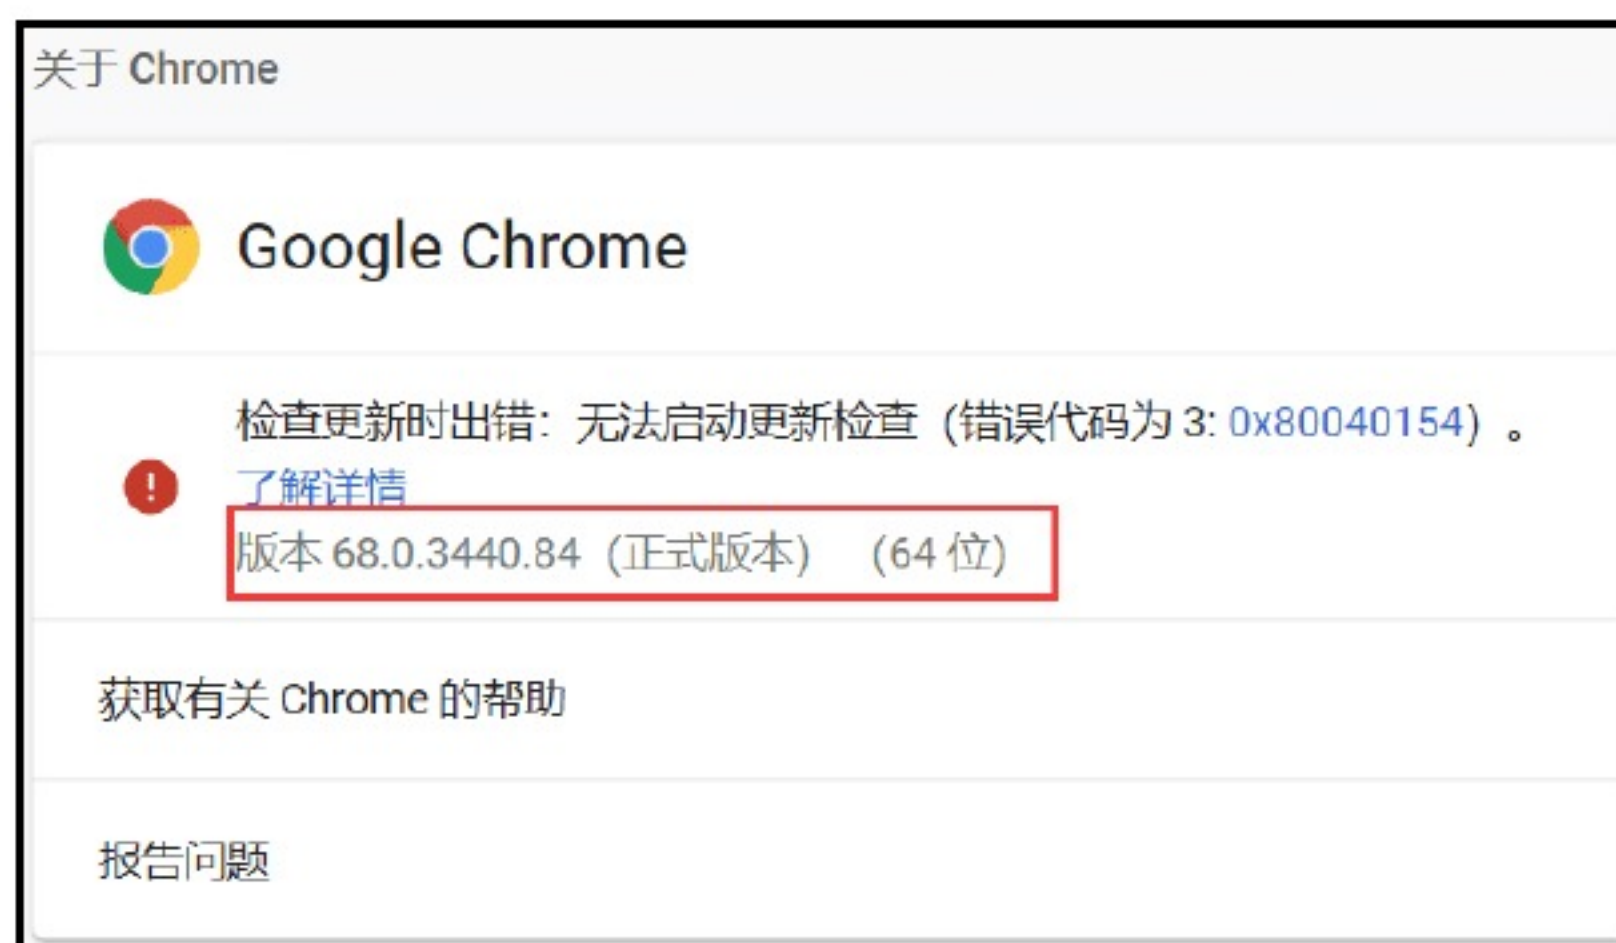 关于 Chrome
Google Chrome
检查更新时出错：无法启动更新检查（错误代码为 3: 0x80040154）。
了解详情
版本 68.0.3440.84（正式版本） （64 位）
获取有关 Chrome 的帮助
报告问题